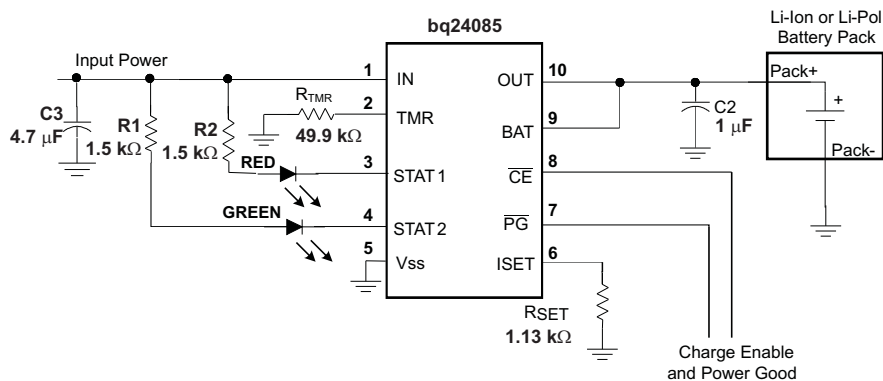 bq24085
Li-Ion or Li-Pol
Battery Pack
Input Power
1
IN
OUT
10
Pack+
C3
4.7 μF
R1
1.5 kΩ
R2
1.5 kΩ
RTMR
49.9 kΩ
2
TMR
BAT
9
C2
1 μF
+
Pack-
RED
3
STAT1
CE
8
GREEN
4
STAT2
PG
7
5
Vss
ISET
6
RSET
1.13 kΩ
Charge Enable
and Power Good